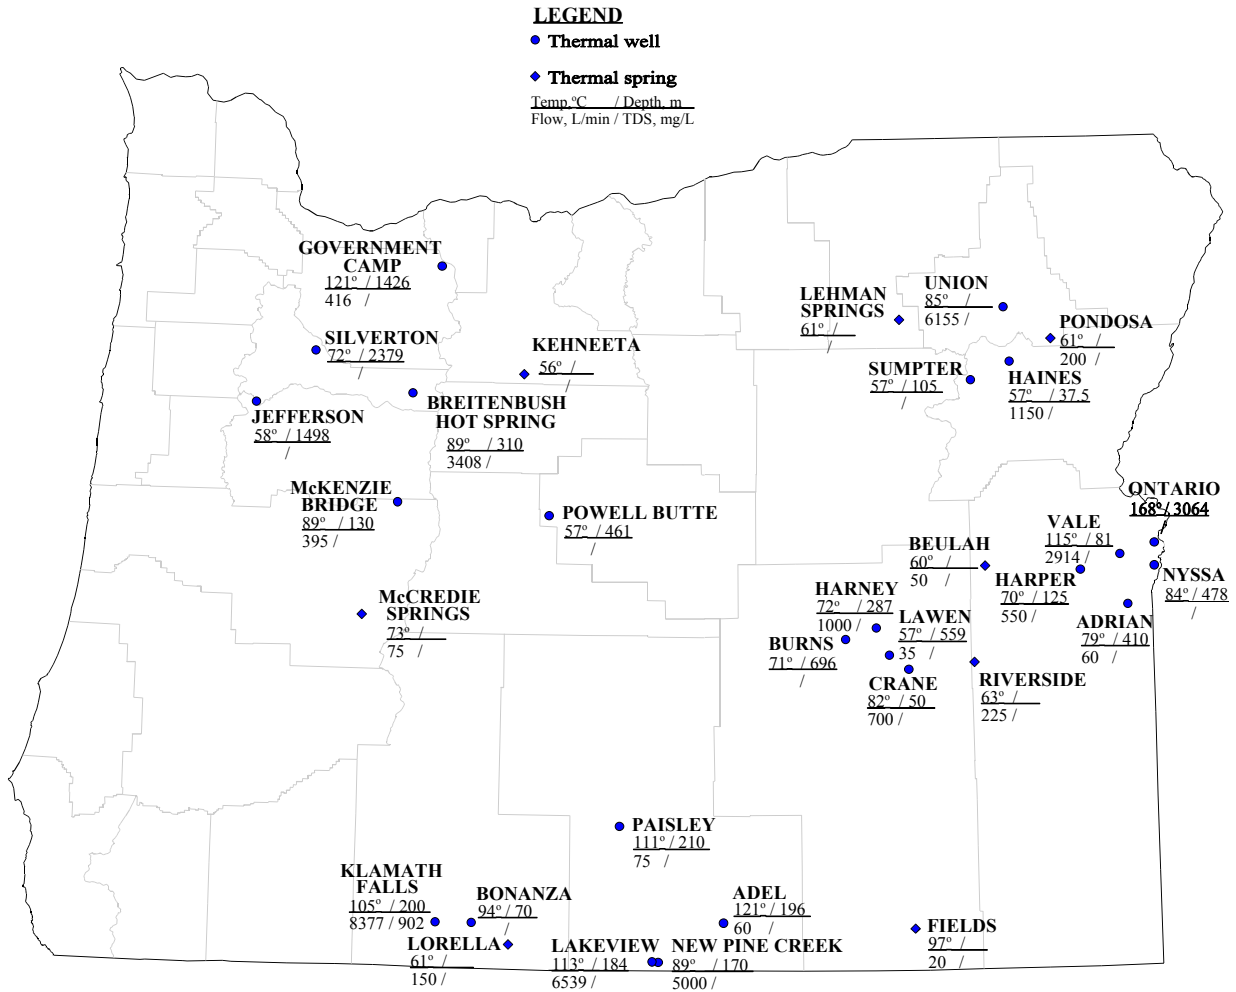 LEGEND
Thermal well
Thermal spring
Temp,ºC / Depth, m
Flow, L/min / TDS, mg/L
GOVERNMENT
CAMP
121º / 1426
416 /
SILVERTON
72º / 2379
/
KEHNEETA
56º /
/
JEFFERSON
58º / 1498
/
BREITENBUSH
HOT SPRING
89º / 310
3408 /
McKENZIE
BRIDGE
89º / 130
395 /
POWELL BUTTE
57º / 461
/
McCREDIE
SPRINGS
73º /
75 /
LEHMAN
SPRINGS
61º /
/
UNION
85º /
6155 /
PONDOSA
61º /
200 /
SUMPTER
57º / 105
/
HAINES
57º / 37.5
1150 /
ONTARIO
168º / 3064
VALE
115º / 81
2914 /
BEULAH
60º /
50 /
HARPER
70º / 125
550 /
NYSSA
84º / 478
/
ADRIAN
79º / 410
60 /
HARNEY
72º / 287
1000 /
LAWEN
57º / 559
35 /
BURNS
71º / 696
/
CRANE
82º / 50
700 /
RIVERSIDE
63º /
225 /
PAISLEY
111º / 210
75 /
KLAMATH
FALLS
105º / 200
8377 / 902
BONANZA
94º / 70
/
LORELLA
61º /
150 /
LAKEVIEW
113º / 184
6539 /
NEW PINE CREEK
89º / 170
5000 /
ADEL
121º / 196
60 /
FIELDS
97º /
20 /